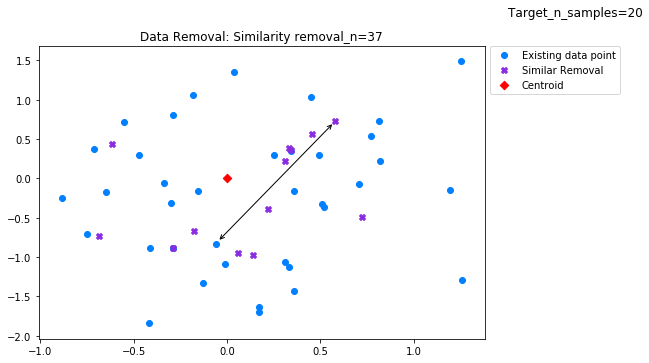 Target_n_samples=20
Data Removal: Similarity removal_n=37
Existing data point
Similar Removal
Centroid
1.5
1.0
0.5
0.0
−0.5
−1.0
−1.5
−2.0
−1.0
−0.5
0.0
0.5
1.0